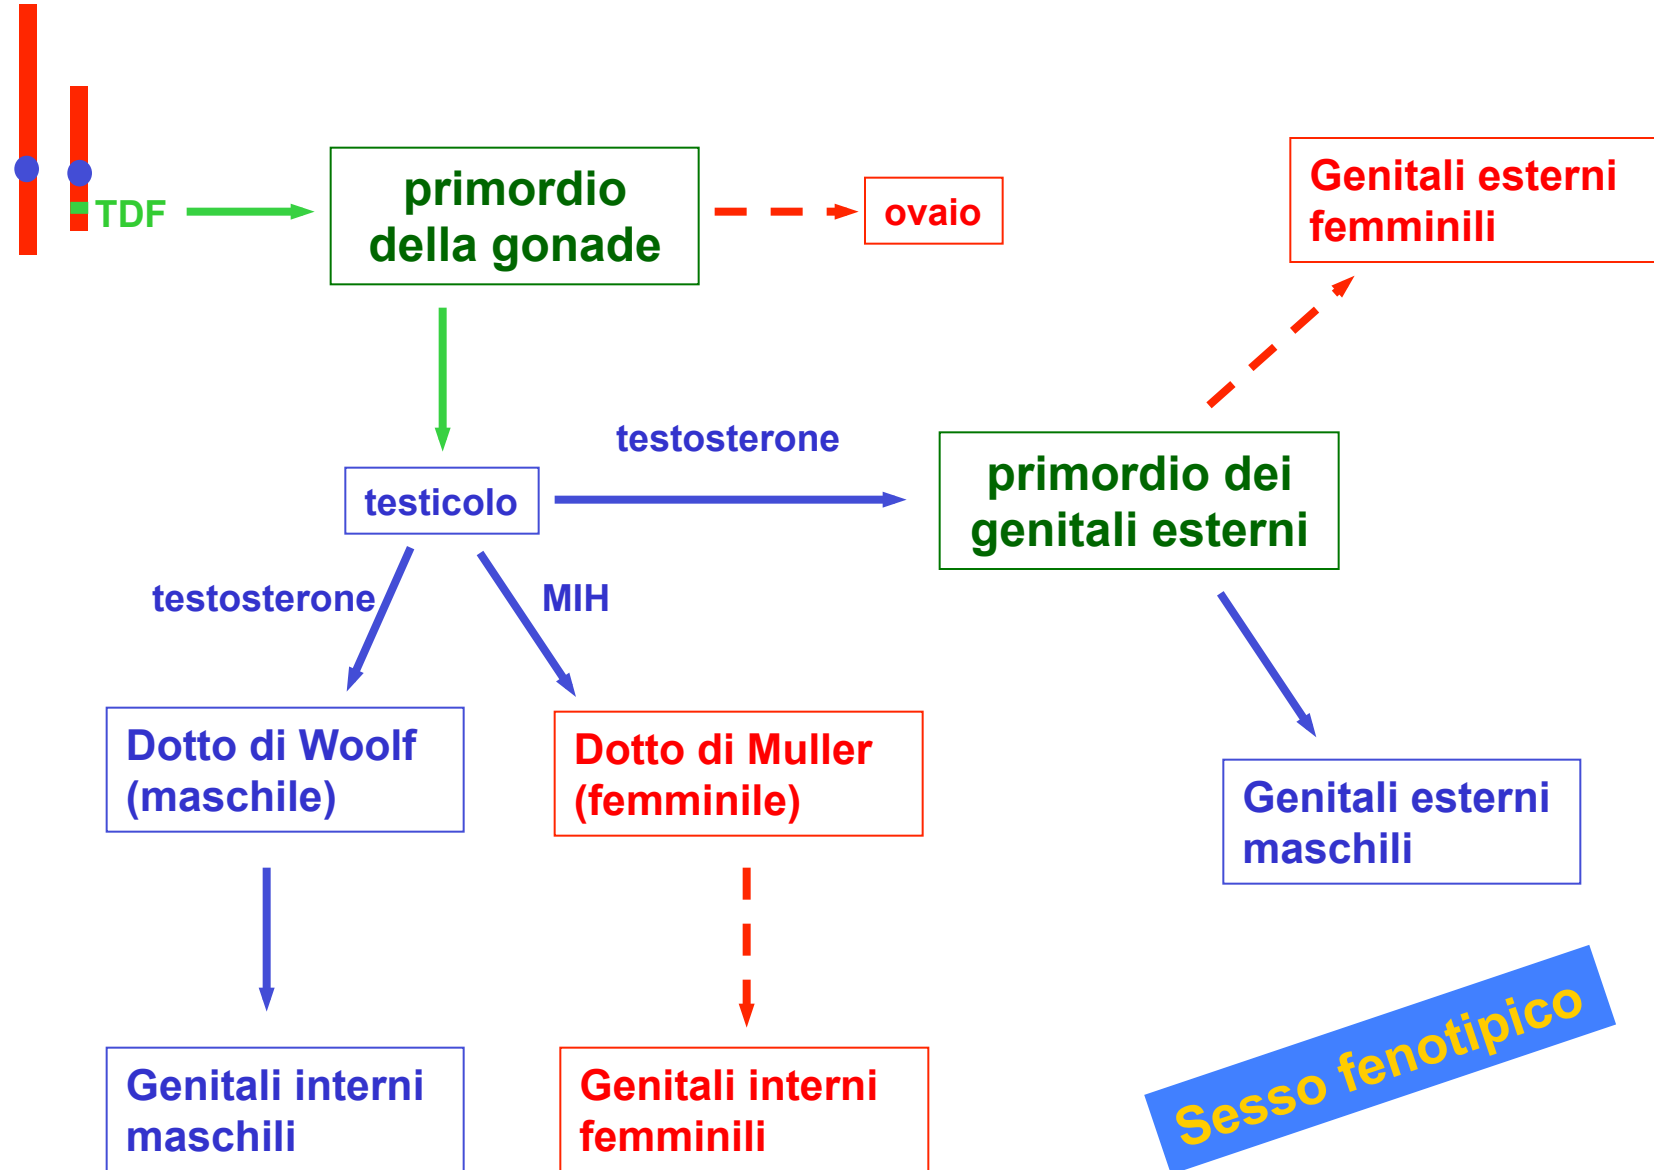 TDF
primordio
della gonade
ovaio
Genitali esterni
femminili
testosterone
testicolo
primordio dei
genitali esterni
testosterone
MIH
Dotto di Woolf
(maschile)
Dotto di Muller
(femminile)
Genitali esterni
maschili
Genitali interni
maschili
Genitali interni
femminili
Sesso fenotipico